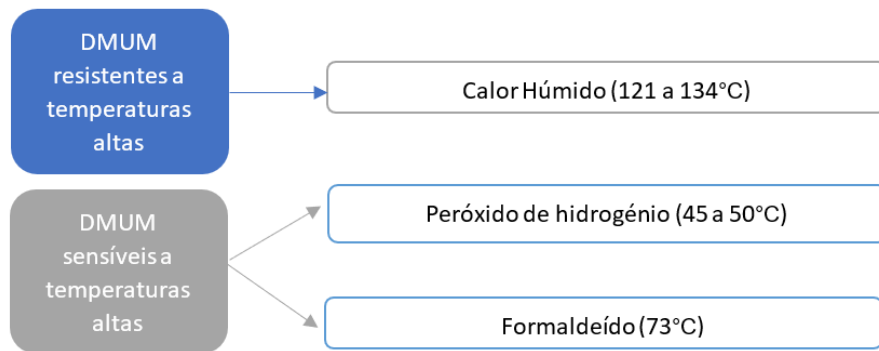 DMUM
resistentes a
temperaturas
altas
Calor Húmido (121 a 134°C)
DMUM
sensíveis a
temperaturas
altas
Peróxido de hidrogénio (45 a 50°C)
Formaldeído (73°C)